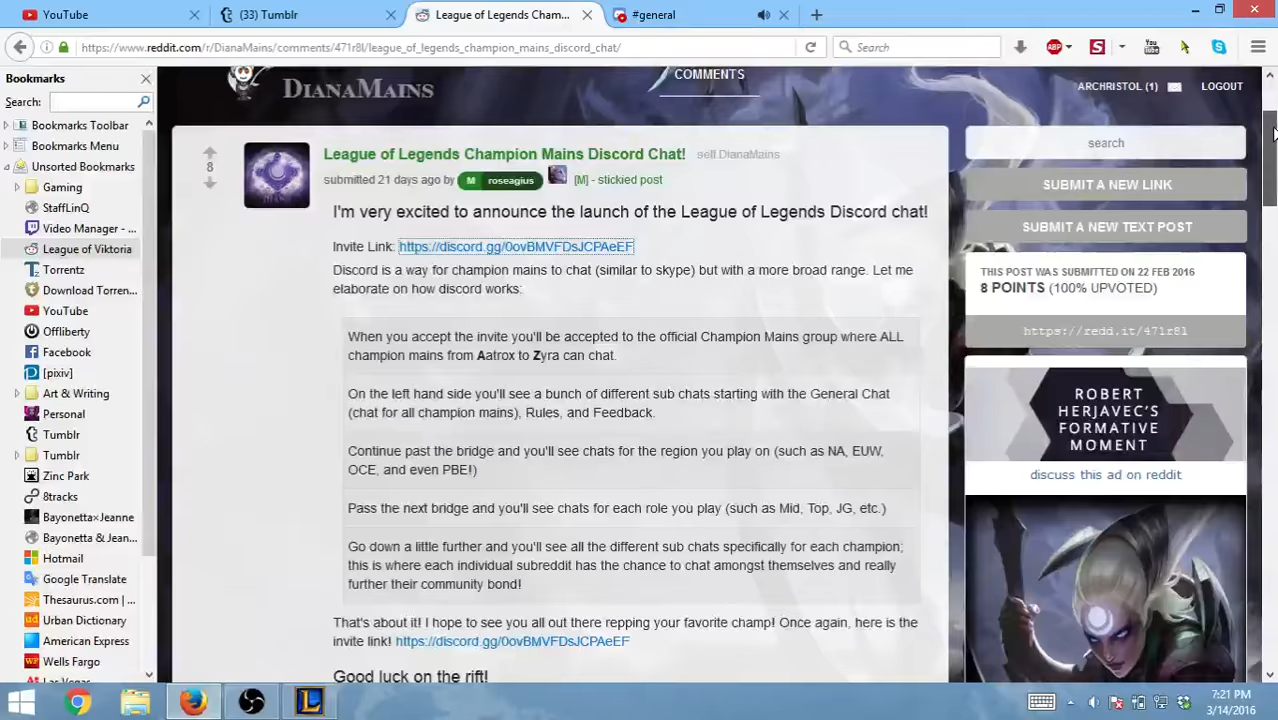 YouTube
(33) Tumblr
League of Legends Cham...
#general
https://www.reddit.com/r/DianaMains/comments/471r8l/league_of_legends_champion_mains_discord_chat/
Search
Bookmarks
Search:
Bookmarks Toolbar
Bookmarks Menu
Unsorted Bookmarks
Gaming
StaffLinQ
Video Manager - ...
League of Viktoria
Torrentz
Download Torren...
YouTube
Offliberty
Facebook
[pixiv]
Art & Writing
Personal
Tumblr
Tumblr
Zinc Park
8tracks
Bayonetta×Jeanne
Bayonetta & Jean...
Hotmail
Google Translate
Thesaurus.com | ...
Urban Dictionary
American Express
Wells Fargo
DIANAMAINS
COMMENTS
ARCHRISTOL (1)
LOGOUT
8
League of Legends Champion Mains Discord Chat! self.DianaMains
submitted 21 days ago by M roseagius [M] - stickied post
I'm very excited to announce the launch of the League of Legends Discord chat!
Invite Link: https://discord.gg/0ovBMVFDsJCPAeEF
Discord is a way for champion mains to chat (similar to skype) but with a more broad range. Let me
elaborate on how discord works:
When you accept the invite you'll be accepted to the official Champion Mains group where ALL
champion mains from Aatrox to Zyra can chat.
On the left hand side you'll see a bunch of different sub chats starting with the General Chat
(chat for all champion mains), Rules, and Feedback.
Continue past the bridge and you'll see chats for the region you play on (such as NA, EUW,
OCE, and even PBE!)
Pass the next bridge and you'll see chats for each role you play (such as Mid, Top, JG, etc.)
Go down a little further and you'll see all the different sub chats specifically for each champion;
this is where each individual subreddit has the chance to chat amongst themselves and really
further their community bond!
That's about it! I hope to see you all out there repping your favorite champ! Once again, here is the
invite link! https://discord.gg/0ovBMVFDsJCPAeEF
Good luck on the rift!
search
SUBMIT A NEW LINK
SUBMIT A NEW TEXT POST
THIS POST WAS SUBMITTED ON 22 FEB 2016
8 POINTS (100% UPVOTED)
https://redd.it/471r8l
ROBERT
HERJAVEC'S
FORMATIVE
MOMENT
discuss this ad on reddit
7:21 PM
3/14/2016